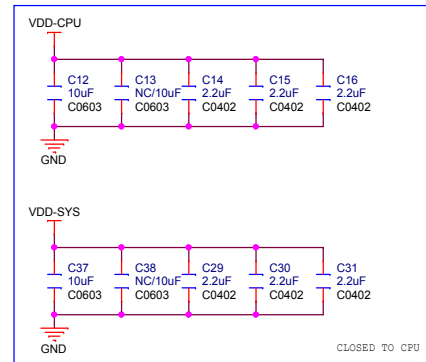 VDD-CPU
C12 C13 C14 C15 C16
10uF NC/10uF 2.2uF 2.2uF 2.2uF
C0603 C0603 C0402 C0402 C0402
GND
VDD-SYS
C37 C38 C29 C30 C31
10uF NC/10uF 2.2uF 2.2uF 2.2uF
C0603 C0603 C0402 C0402 C0402
GND
CLOSED TO CPU